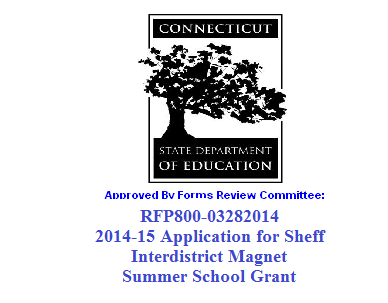 CONNECTICUT
STATE DEPARTMENT
OF EDUCATION
Approved By Forms Review Committee:
RFP800-03282014
2014-15 Application for Sheff
Interdistrict Magnet
Summer School Grant